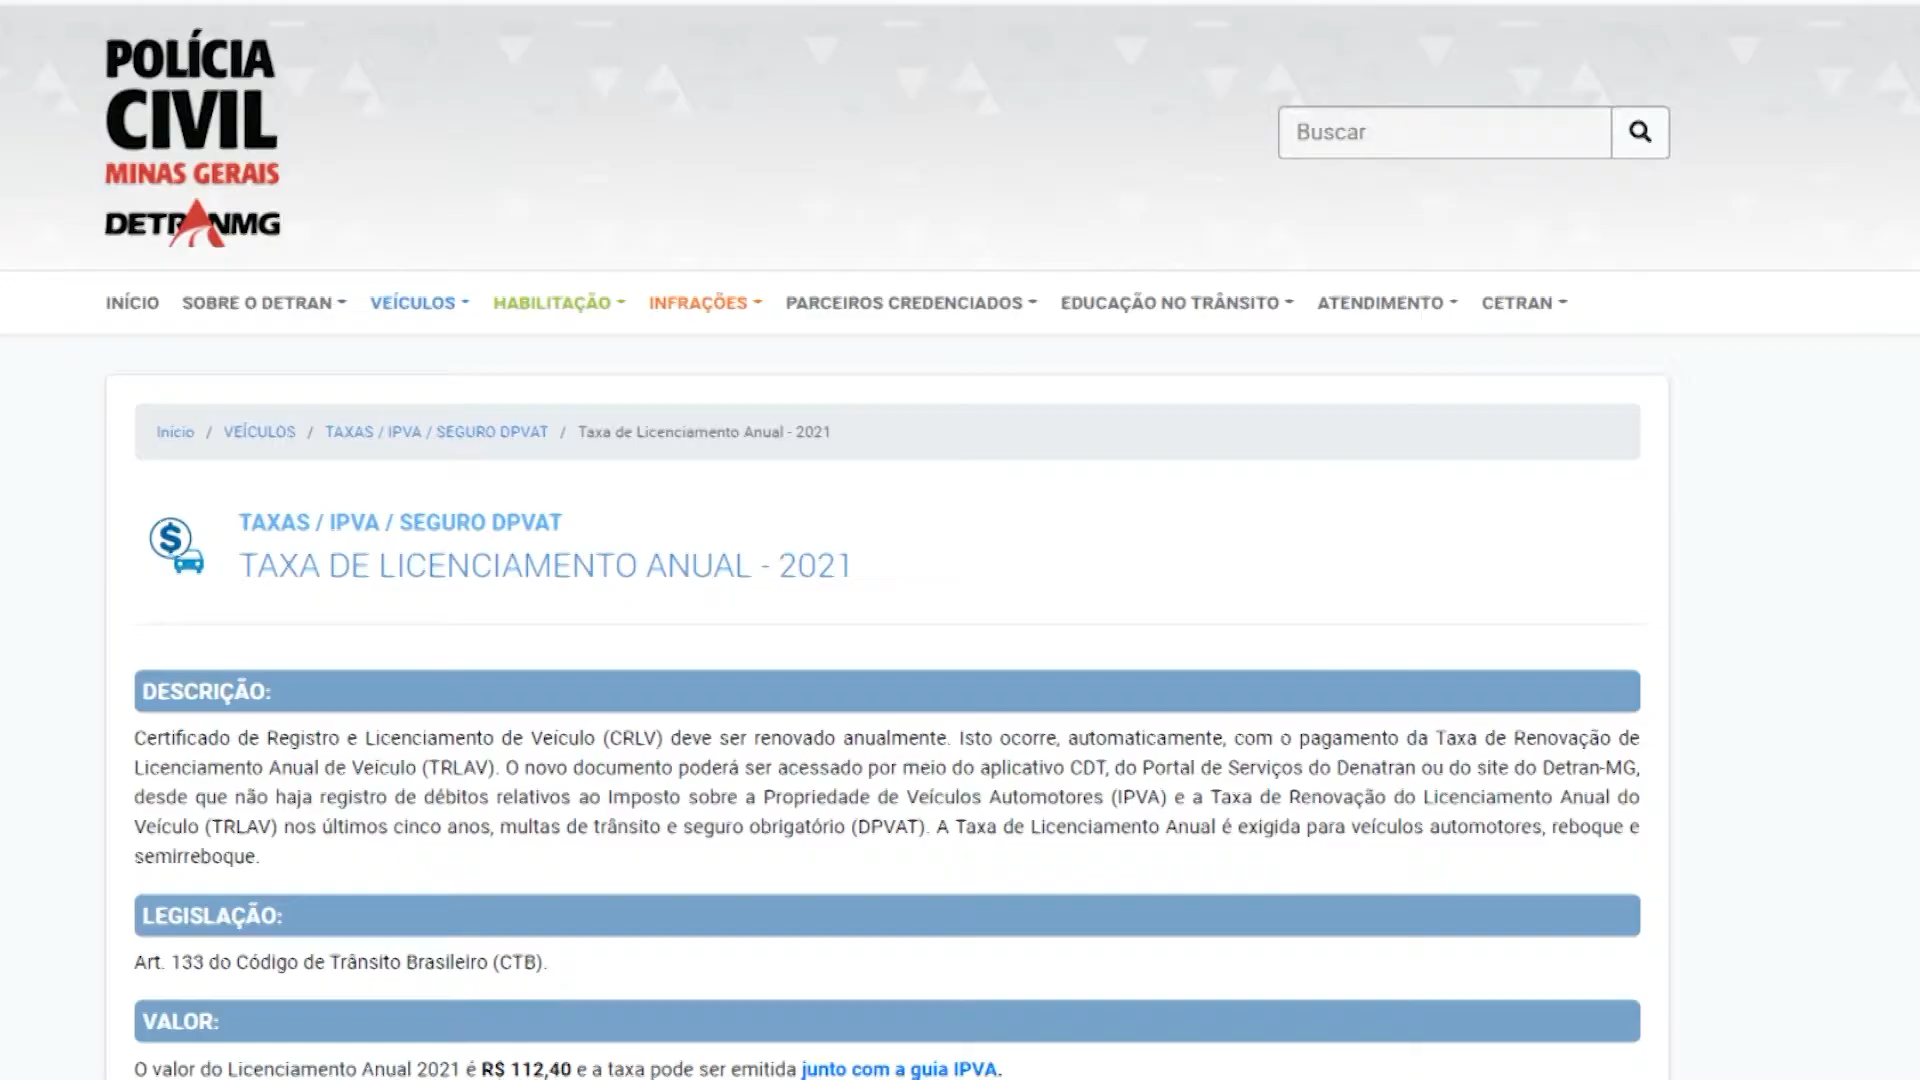 POLÍCIA
CIVIL
MINAS GERAIS
DETRANMG
Buscar
INÍCIO SOBRE O DETRAN VEÍCULOS HABILITAÇÃO INFRAÇÕES PARCEIROS CREDENCIADOS EDUCAÇÃO NO TRÂNSITO ATENDIMENTO CETRAN
Início / VEÍCULOS / TAXAS / IPVA / SEGURO DPVAT / Taxa de Licenciamento Anual - 2021
TAXAS / IPVA / SEGURO DPVAT
TAXA DE LICENCIAMENTO ANUAL - 2021
DESCRIÇÃO:
Certificado de Registro e Licenciamento de Veículo (CRLV) deve ser renovado anualmente. Isto ocorre, automaticamente, com o pagamento da Taxa de Renovação de
Licenciamento Anual de Veículo (TRLAV). O novo documento poderá ser acessado por meio do aplicativo CDT, do Portal de Serviços do Denatran ou do site do Detran-MG,
desde que não haja registro de débitos relativos ao Imposto sobre a Propriedade de Veículos Automotores (IPVA) e a Taxa de Renovação do Licenciamento Anual do
Veículo (TRLAV) nos últimos cinco anos, multas de trânsito e seguro obrigatório (DPVAT). A Taxa de Licenciamento Anual é exigida para veículos automotores, reboque e
semirreboque.
LEGISLAÇÃO:
Art. 133 do Código de Trânsito Brasileiro (CTB).
VALOR:
O valor do Licenciamento Anual 2021 é R$ 112,40 e a taxa pode ser emitida junto com a guia IPVA.